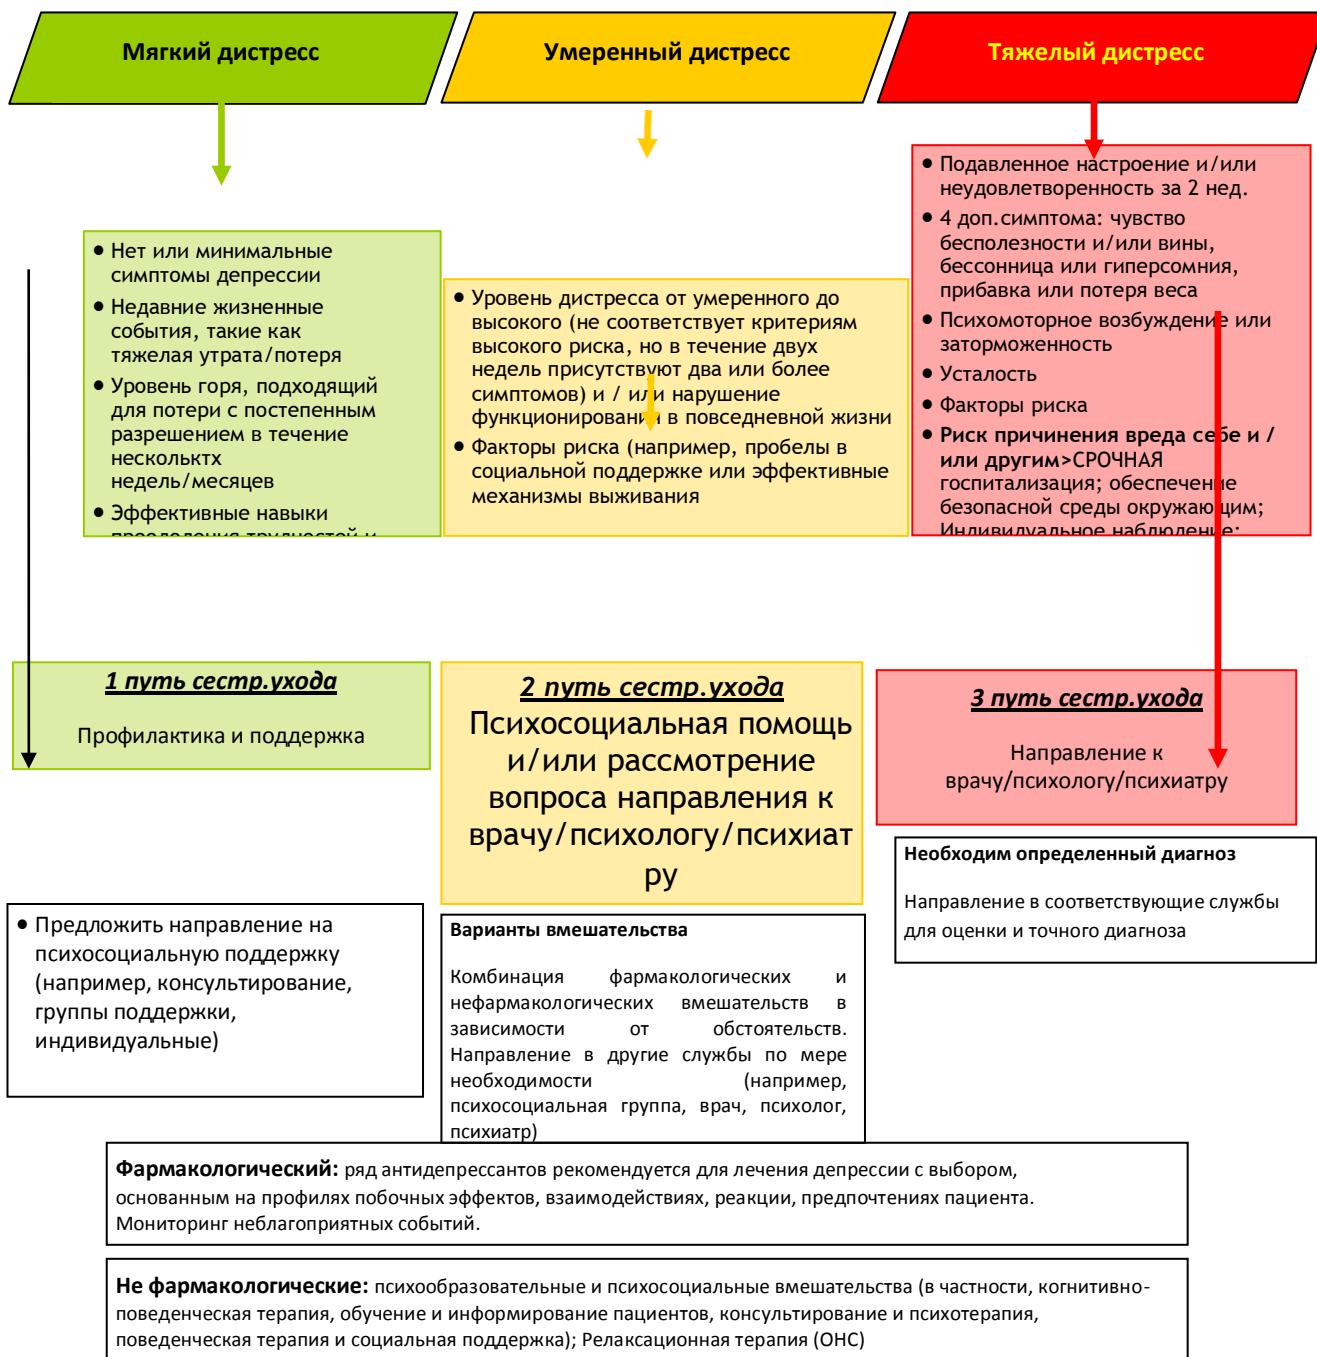 Мягкий дистресс
Умеренный дистресс
Тяжелый дистресс
• Нет или минимальные
симптомы депрессии
• Недавние жизненные
события, такие как
тяжелая утрата/потеря
• Уровень горя, подходящий
для потери с постепенным
разрешением в течение
нескольктх
недель/месяцев
• Эффективные навыки
• Уровень дистресса от умеренного до
высокого (не соответствует критериям
высокого риска, но в течение двух
недель присутствуют два или более
симптомов) и / или нарушение
функционирования в повседневной жизни
• Факторы риска (например, пробелы в
социальной поддержке или эффективные
механизмы выживания
• Подавленное настроение и/или
неудовлетворенность за 2 нед.
• 4 доп.симптома: чувство
бесполезности и/или вины,
бессонница или гиперсомния,
прибавка или потеря веса
• Психомоторное возбуждение или
заторможенность
• Усталость
• Факторы риска
• Риск причинения вреда себе и /
или другим>СРОЧНАЯ
госпитализация; обеспечение
безопасной среды окружающим;
Индивидуальное наблюдение;
1 путь сестр.ухода
Профилактика и поддержка
2 путь сестр.ухода
Психосоциальная помощь
и/или рассмотрение
вопроса направления к
врачу/психологу/психиат
ру
3 путь сестр.ухода
Направление к
врачу/психологу/психиатру
• Предложить направление на
психосоциальную поддержку
(например, консультирование,
группы поддержки,
индивидуальные)
Варианты вмешательства
Комбинация фармакологических и
нефармакологических вмешательств в
зависимости от обстоятельств.
Направление в другие службы по мере
необходимости (например,
психосоциальная группа, врач, психолог,
психиатр)
Необходим определенный диагноз
Направление в соответствующие службы
для оценки и точного диагноза
Фармакологический: ряд антидепрессантов рекомендуется для лечения депрессии с выбором,
основанным на профилях побочных эффектов, взаимодействиях, реакции, предпочтениях пациента.
Мониторинг неблагоприятных событий.
Не фармакологические: психообразовательные и психосоциальные вмешательства (в частности, когнитивно-
поведенческая терапия, обучение и информирование пациентов, консультирование и психотерапия,
поведенческая терапия и социальная поддержка); Релаксационная терапия (ОНС)